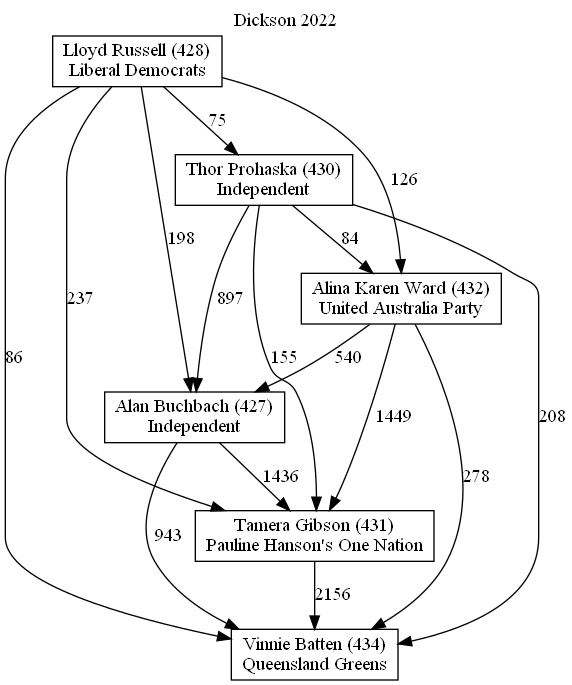 Dickson 2022
Lloyd Russell (428)
Liberal Democrats
75
Thor Prohaska (430)
Independent
126
84
198
Alina Karen Ward (432)
United Australia Party
237
897
86
155
540
208
Alan Buchbach (427)
Independent
1449
1436
278
Tamera Gibson (431)
Pauline Hanson's One Nation
943
2156
Vinnie Batten (434)
Queensland Greens